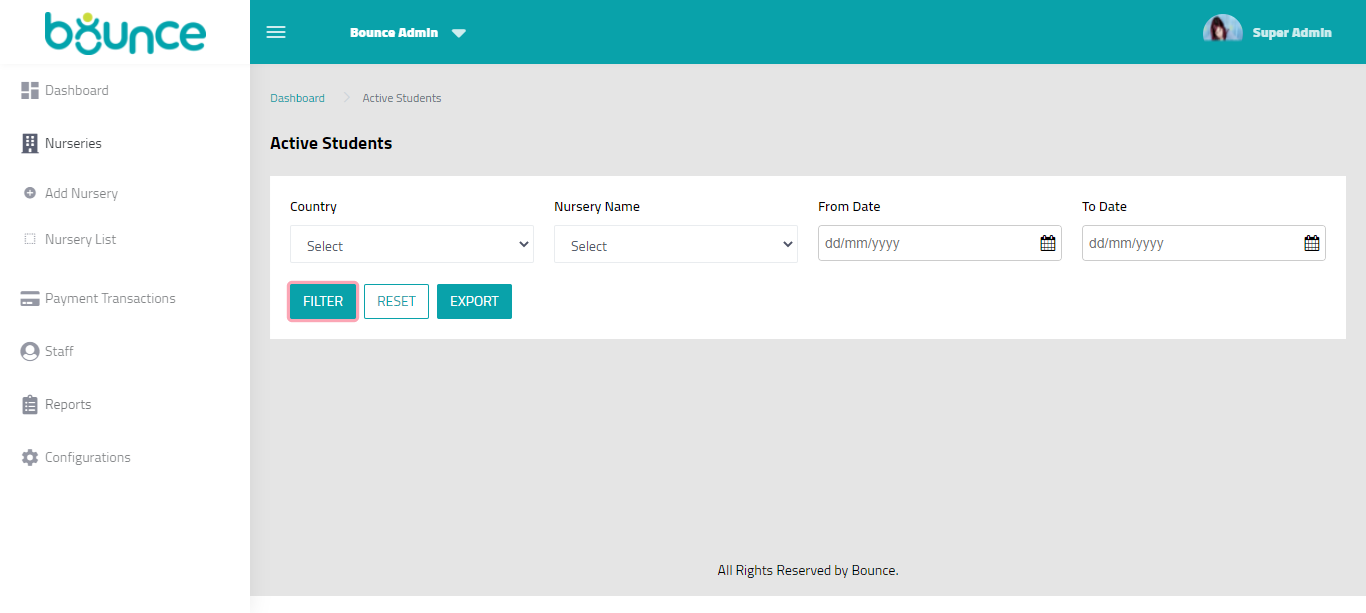 bounce
Bounce Admin
Super Admin
Dashboard
Nurseries
Add Nursery
Nursery List
Payment Transactions
Staff
Reports
Configurations
Dashboard Active Students
Active Students
Country Nursery Name From Date To Date
Select Select dd/mm/yyyy dd/mm/yyyy
FILTER RESET EXPORT
All Rights Reserved by Bounce.